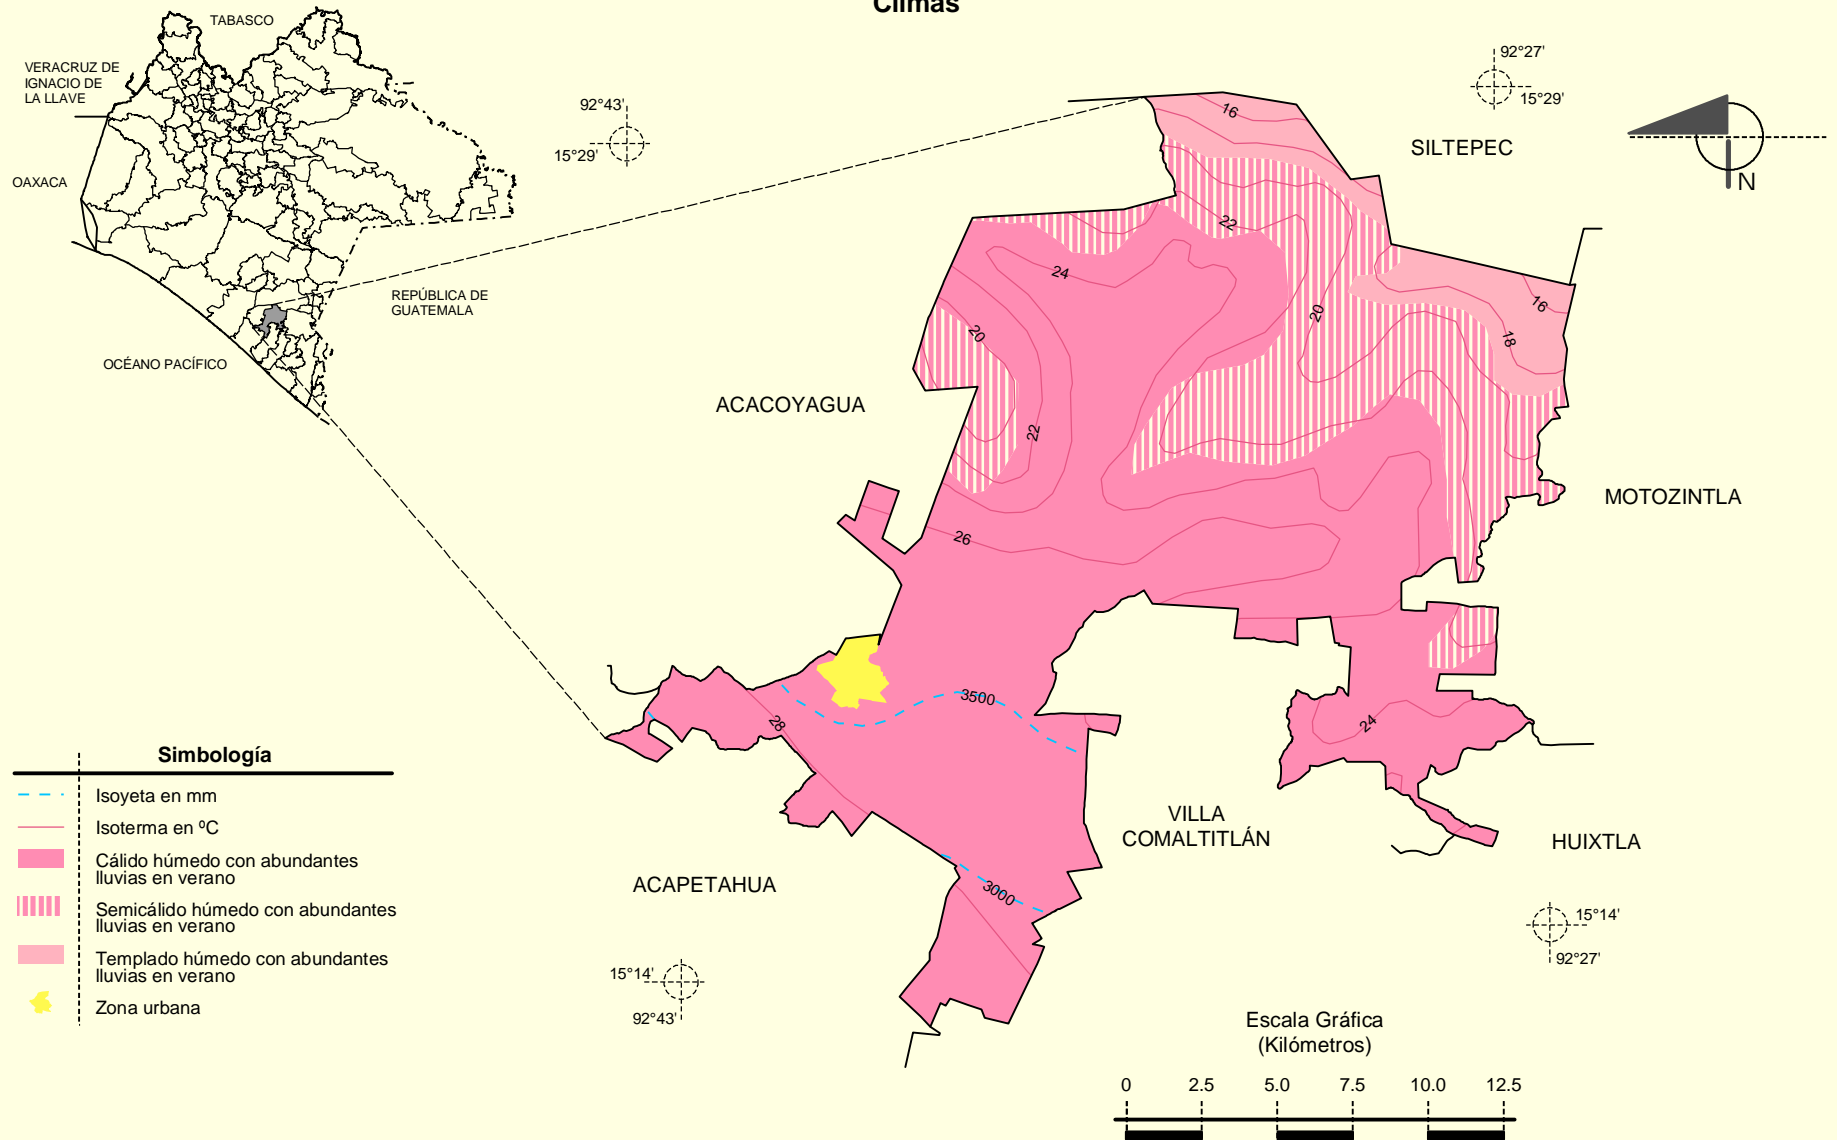 Climas
TABASCO
VERACRUZ DE
IGNACIO DE
LA LLAVE
OAXACA
REPÚBLICA DE
GUATEMALA
OCÉANO PACÍFICO
92°43'
15°29'
92°27'
15°29'
SILTEPEC
N
16
22
24
20
20
16
18
22
26
ACACOYAGUA
MOTOZINTLA
3500
28
24
3000
VILLA
COMALTITLÁN
HUIXTLA
ACAPETAHUA
15°14'
92°43'
15°14'
92°27'
Simbología
Isoyeta en mm
Isoterma en ºC
Cálido húmedo con abundantes
lluvias en verano
Semicálido húmedo con abundantes
lluvias en verano
Templado húmedo con abundantes
lluvias en verano
Zona urbana
Escala Gráfica
(Kilómetros)
0 2.5 5.0 7.5 10.0 12.5